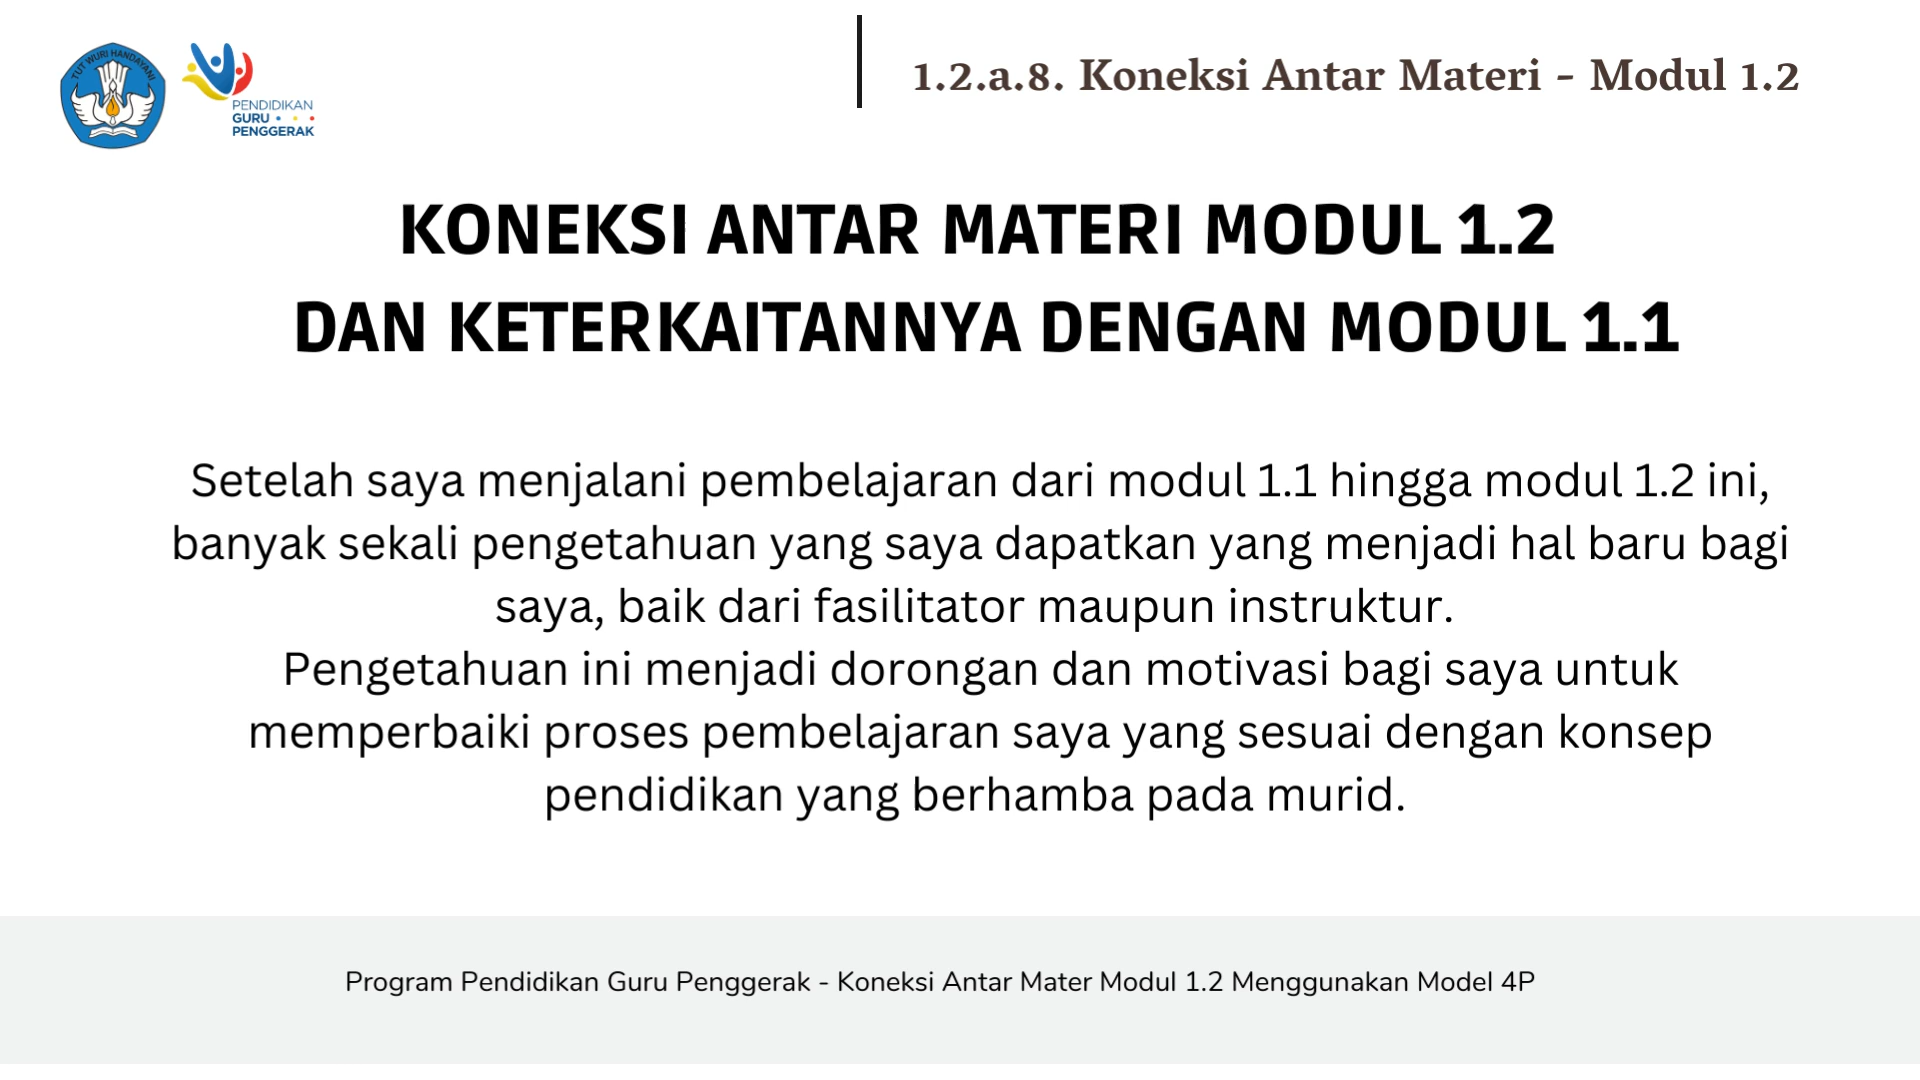 TUT WURI HANDAYANI
PENDIDIKAN
GURU
PENGGERAK
1.2.a.8. Koneksi Antar Materi - Modul 1.2
KONEKSI ANTAR MATERI MODUL 1.2
DAN KETERKAITANNYA DENGAN MODUL 1.1
Setelah saya menjalani pembelajaran dari modul 1.1 hingga modul 1.2 ini,
banyak sekali pengetahuan yang saya dapatkan yang menjadi hal baru bagi
saya, baik dari fasilitator maupun instruktur.
Pengetahuan ini menjadi dorongan dan motivasi bagi saya untuk
memperbaiki proses pembelajaran saya yang sesuai dengan konsep
pendidikan yang berhamba pada murid.
Program Pendidikan Guru Penggerak - Koneksi Antar Mater Modul 1.2 Menggunakan Model 4P